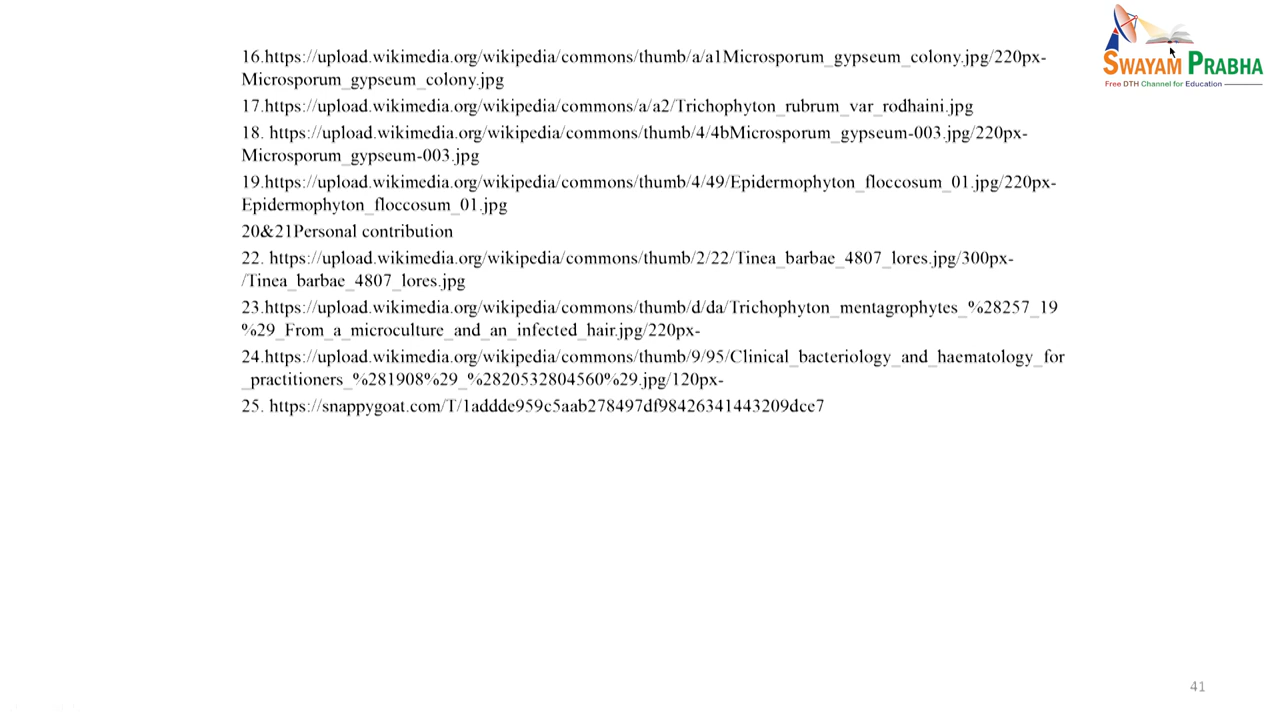 SWAYAM PRABHA
Free DTH Channel for Education
16.https://upload.wikimedia.org/wikipedia/commons/thumb/a/a1Microsporum_gypseum_colony.jpg/220px-
Microsporum_gypseum_colony.jpg
17.https://upload.wikimedia.org/wikipedia/commons/a/a2/Trichophyton_rubrum_var_rodhaini.jpg
18. https://upload.wikimedia.org/wikipedia/commons/thumb/4/4bMicrosporum_gypseum-003.jpg/220px-
Microsporum_gypseum-003.jpg
19.https://upload.wikimedia.org/wikipedia/commons/thumb/4/49/Epidermophyton_floccosum_01.jpg/220px-
Epidermophyton_floccosum_01.jpg
20&21Personal contribution
22. https://upload.wikimedia.org/wikipedia/commons/thumb/2/22/Tinea_barbae_4807_lores.jpg/300px-
/Tinea_barbae_4807_lores.jpg
23.https://upload.wikimedia.org/wikipedia/commons/thumb/d/da/Trichophyton_mentagrophytes_%28257_19
%29_From_a_microculture_and_an_infected_hair.jpg/220px-
24.https://upload.wikimedia.org/wikipedia/commons/thumb/9/95/Clinical_bacteriology_and_haematology_for
_practitioners_%281908%29_%2820532804560%29.jpg/120px-
25. https://snappygoat.com/T/1addde959c5aab278497df98426341443209dce7
41